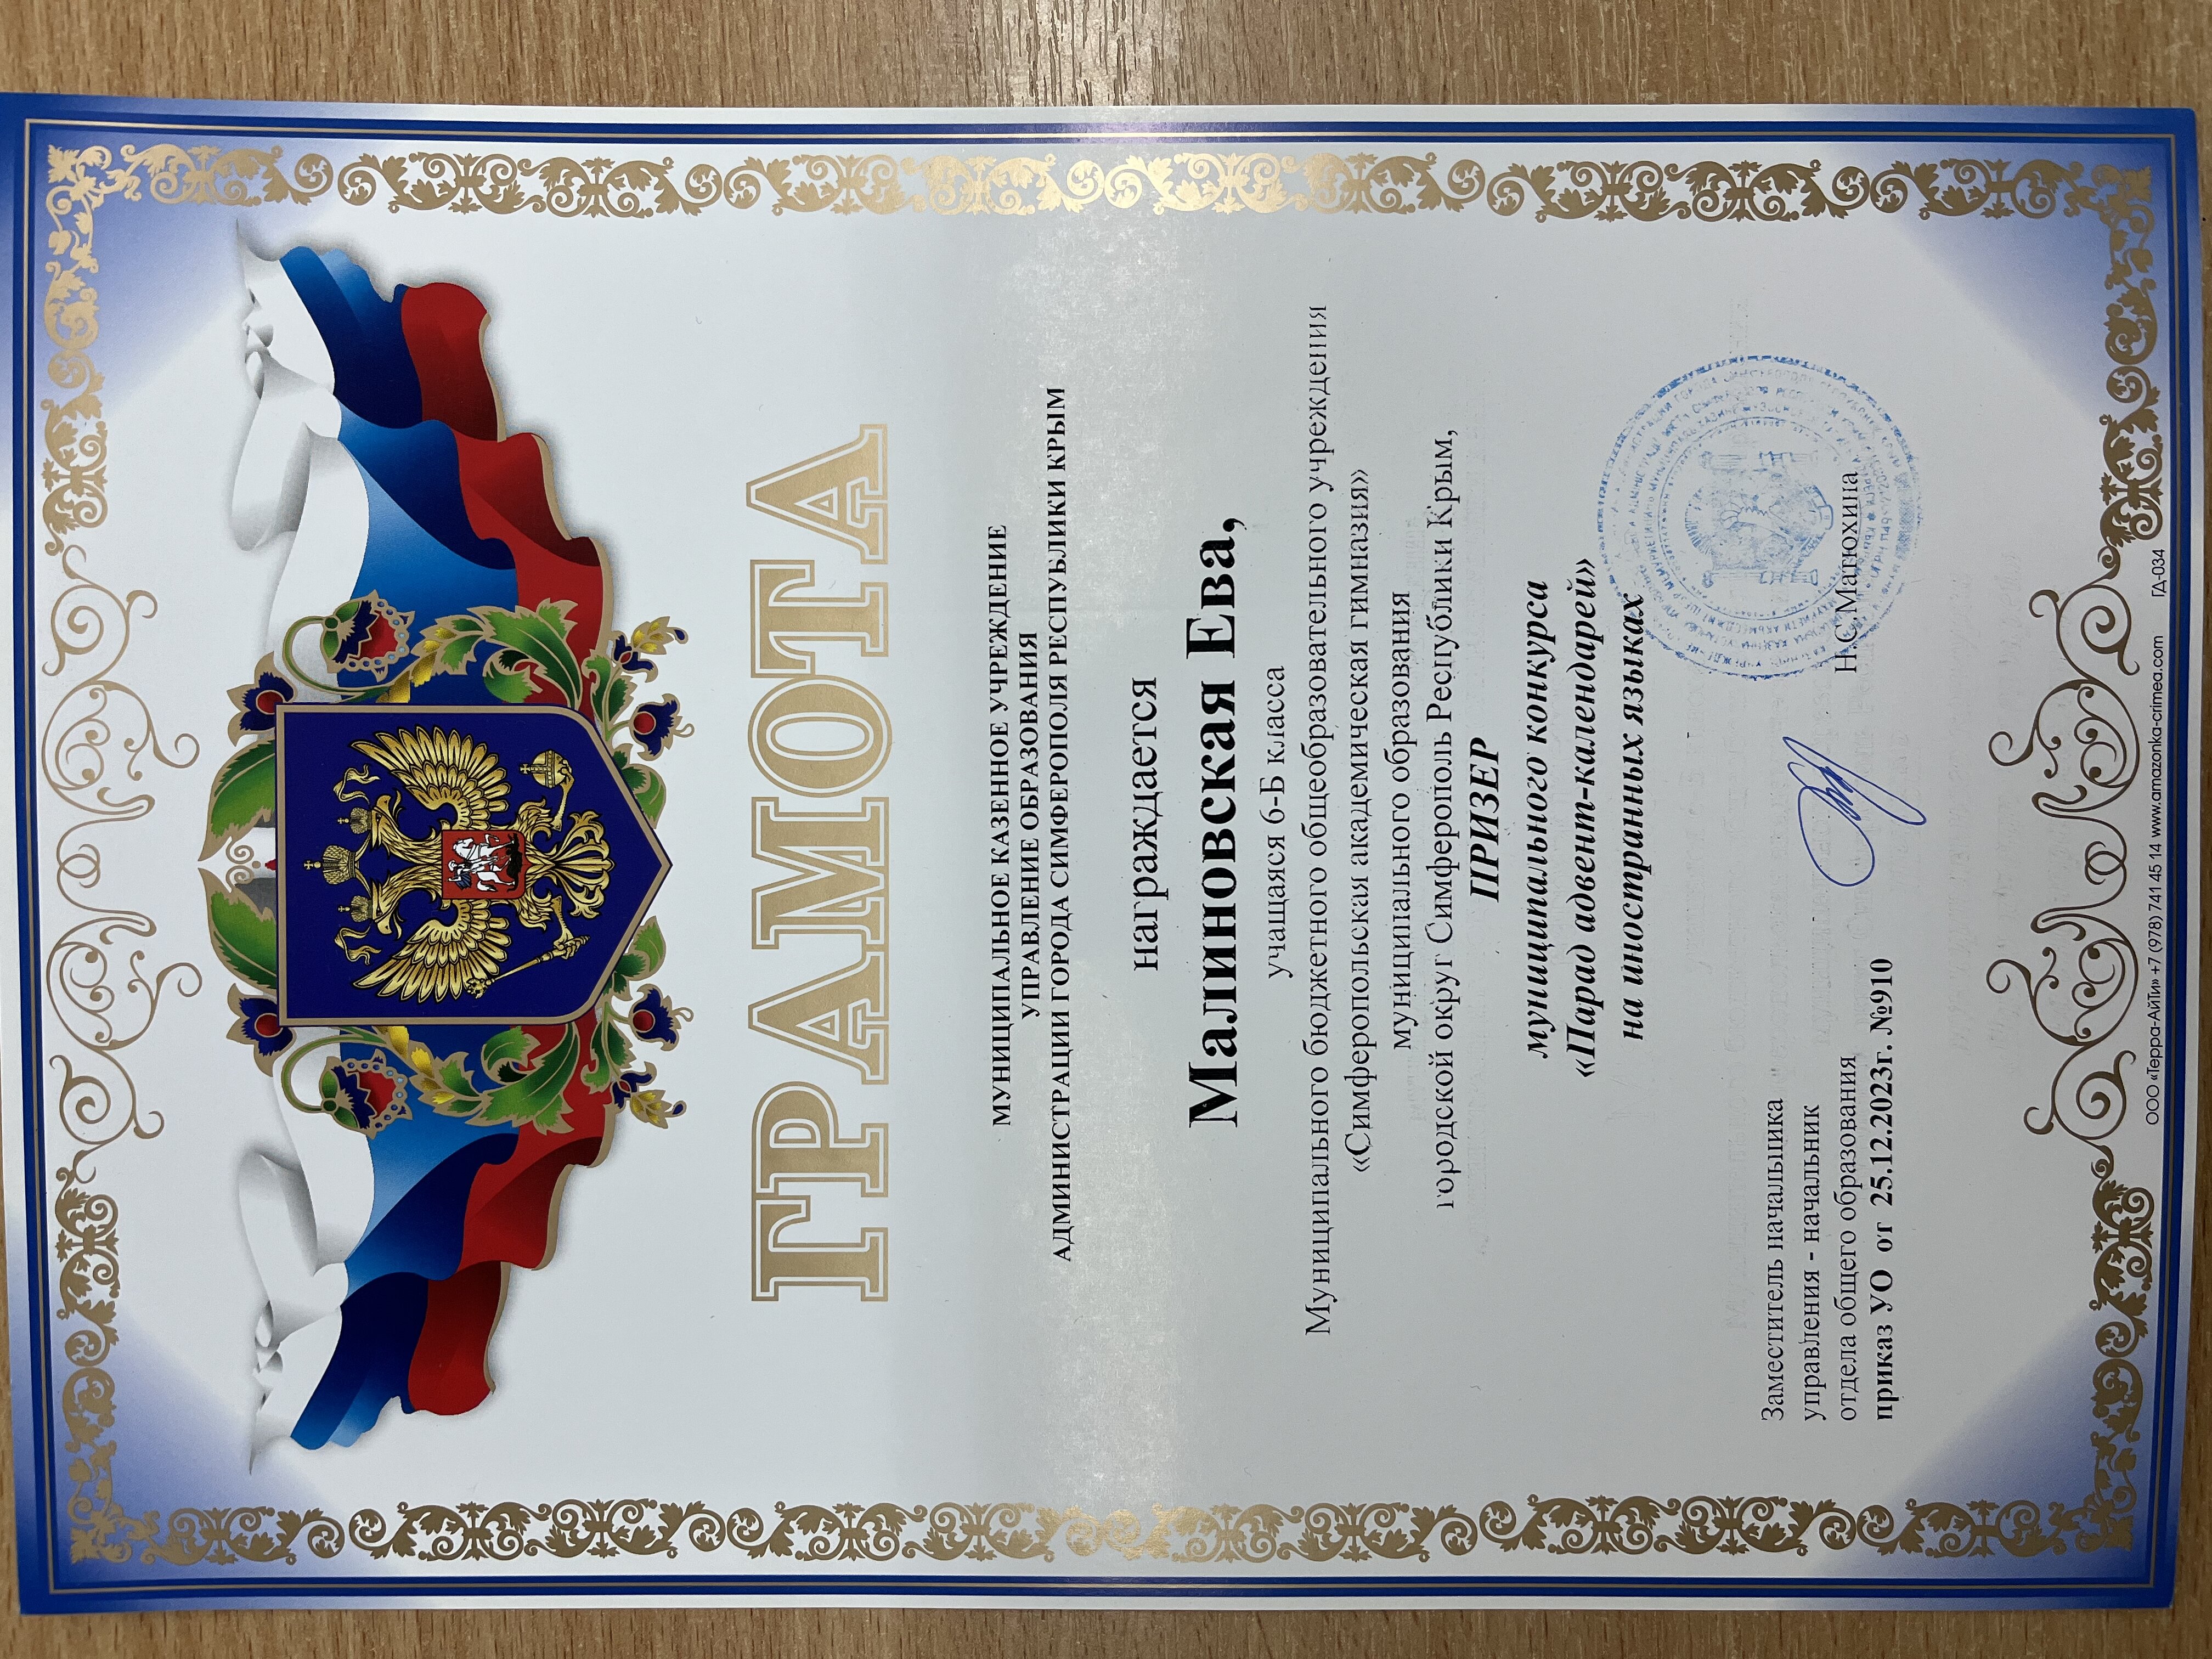 ГРАМОТА
МУНИЦИПАЛЬНОЕ КАЗЕННОЕ УЧРЕЖДЕНИЕ
УПРАВЛЕНИЕ ОБРАЗОВАНИЯ
АДМИНИСТРАЦИИ ГОРОДА СИМФЕРОПОЛЯ РЕСПУБЛИКИ КРЫМ
награждается
Малиновская Ева,
учащаяся 6-Б класса
Муниципального бюджетного общеобразовательного учреждения
«Симферопольская академическая гимназия»
муниципального образования
городской округ Симферополь Республики Крым,
ПРИЗЕР
муниципального конкурса
«Парад адвент-календарей»
на иностранных языках
Заместитель начальника
управления - начальник
отдела общего образования
Н.С.Матюхина
приказ УО от 25.12.2023г. №910
ООО «Терра-АйТи» +7 (978) 741 45 14 www.amazonka-crimea.com ГД-034